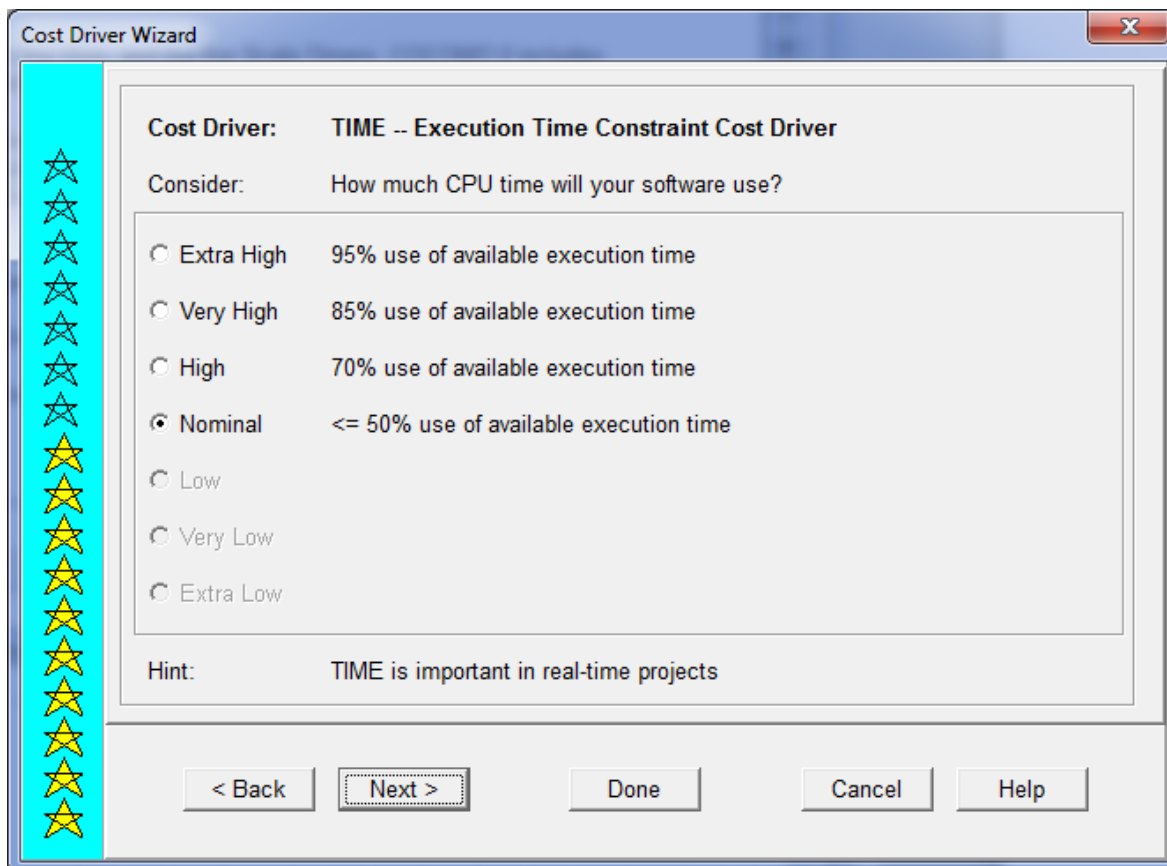 Cost Driver Wizard
Cost Driver: TIME -- Execution Time Constraint Cost Driver
Consider: How much CPU time will your software use?
Extra High 95% use of available execution time
Very High 85% use of available execution time
High 70% use of available execution time
Nominal <= 50% use of available execution time
Low
Very Low
Extra Low
Hint: TIME is important in real-time projects
< Back Next > Done Cancel Help